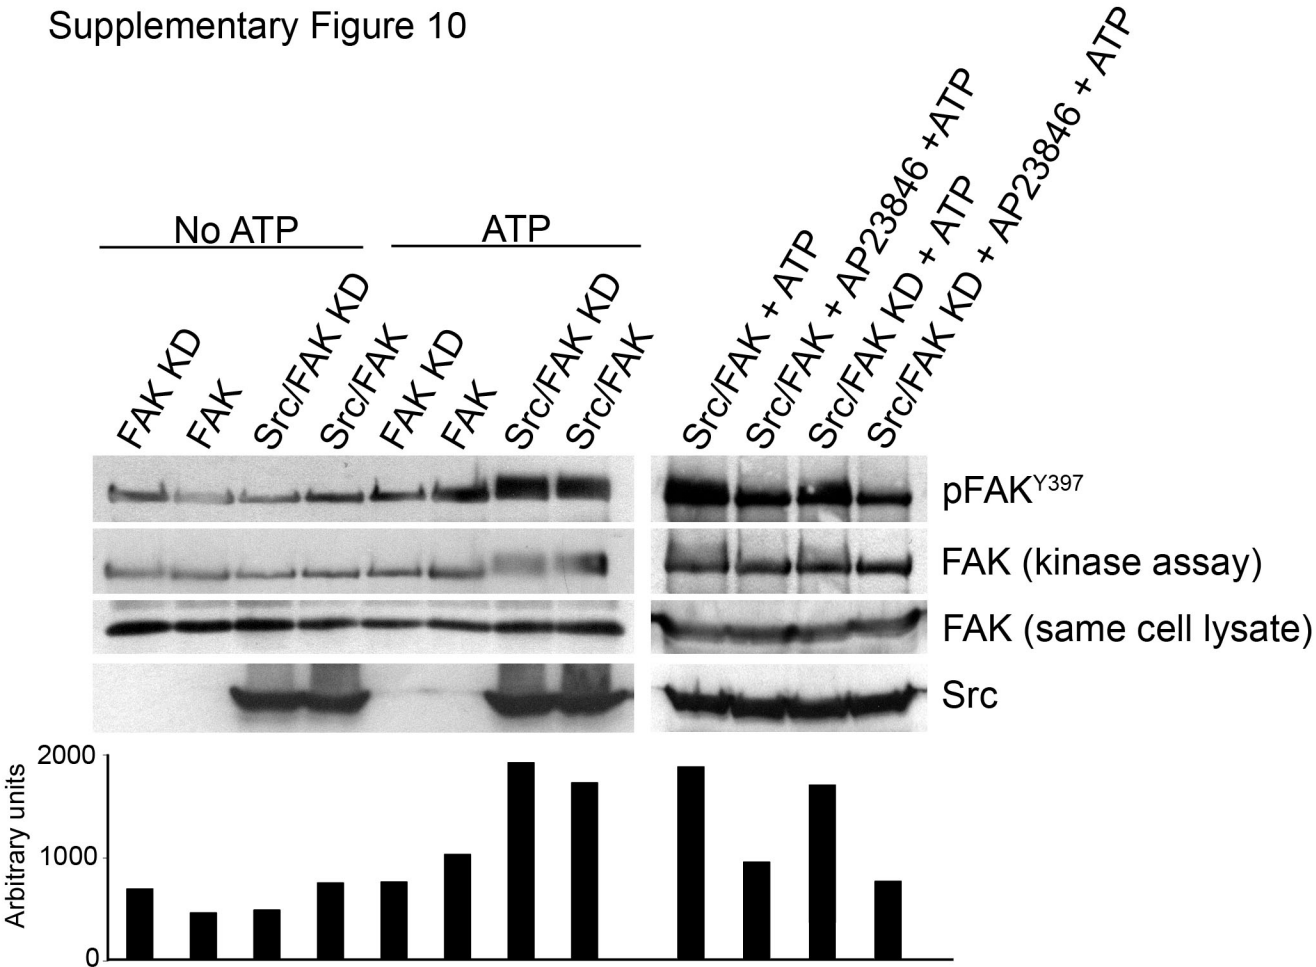 Supplementary Figure 10
No ATP
ATP
FAK KD
FAK
Src/FAK KD
Src/FAK
FAK KD
FAK
Src/FAK KD
Src/FAK
Src/FAK + ATP
Src/FAK + AP23846 +ATP
Src/FAK KD + ATP
Src/FAK KD + AP23846 + ATP
pFAKY397
FAK (kinase assay)
FAK (same cell lysate)
Src
Arbitrary units
2000
1000
0